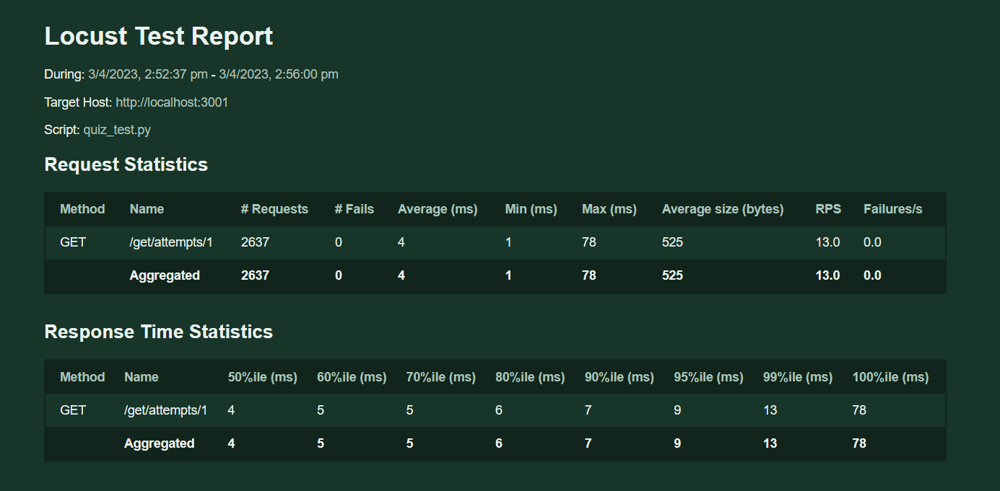 Locust Test Report
During: 3/4/2023, 2:52:37 pm - 3/4/2023, 2:56:00 pm
Target Host: http://localhost:3001
Script: quiz_test.py
Request Statistics
Method Name # Requests # Fails Average (ms) Min (ms) Max (ms) Average size (bytes) RPS Failures/s
GET /get/attempts/1 2637 0 4 1 78 525 13.0 0.0
Aggregated 2637 0 4 1 78 525 13.0 0.0
Response Time Statistics
Method Name 50%ile (ms) 60%ile (ms) 70%ile (ms) 80%ile (ms) 90%ile (ms) 95%ile (ms) 99%ile (ms) 100%ile (ms)
GET /get/attempts/1 4 5 5 6 7 9 13 78
Aggregated 4 5 5 6 7 9 13 78